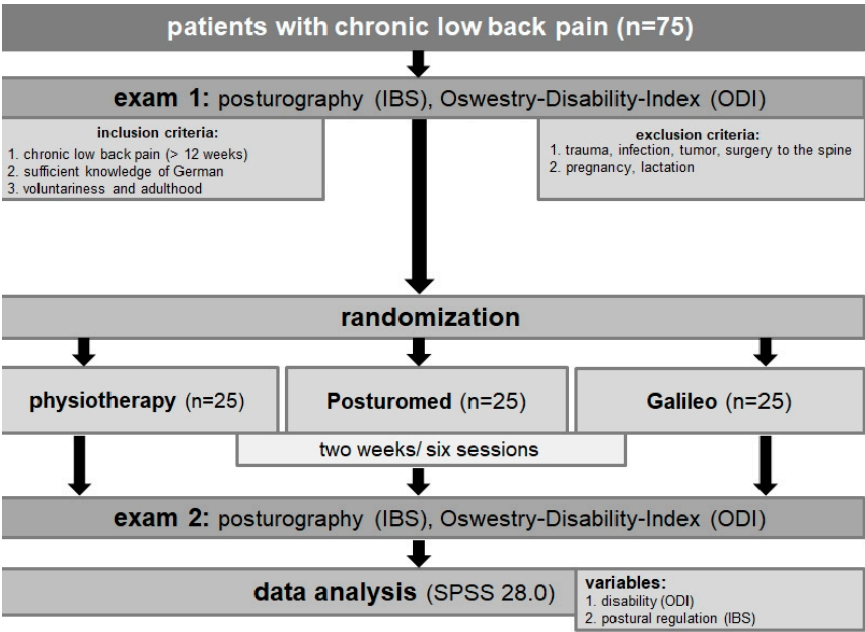 patients with chronic low back pain (n=75)
exam 1: posturography (IBS), Oswestry-Disability-Index (ODI)
inclusion criteria:
1. chronic low back pain (> 12 weeks)
2. sufficient knowledge of German
3. voluntariness and adulthood
exclusion criteria:
1. trauma, infection, tumor, surgery to the spine
2. pregnancy, lactation
randomization
physiotherapy (n=25)
Posturomed (n=25)
Galileo (n=25)
two weeks/ six sessions
exam 2: posturography (IBS), Oswestry-Disability-Index (ODI)
data analysis (SPSS 28.0)
variables:
1. disability (ODI)
2. postural regulation (IBS)